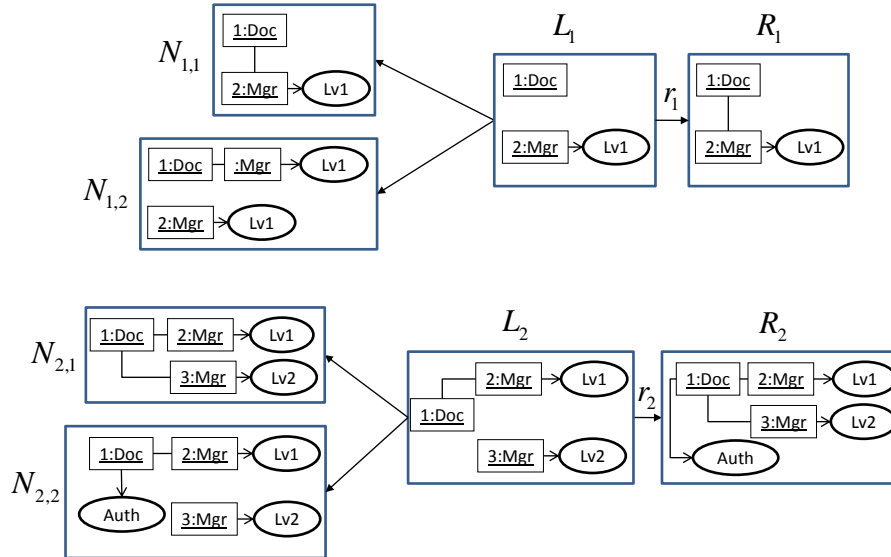 N1,1
1:Doc
2:Mgr Lv1
N1,2
1:Doc :Mgr Lv1
2:Mgr Lv1
L1
1:Doc
2:Mgr Lv1
r1
R1
1:Doc
2:Mgr Lv1
N2,1
1:Doc 2:Mgr Lv1
3:Mgr Lv2
N2,2
1:Doc 2:Mgr Lv1
Auth 3:Mgr Lv2
L2
2:Mgr Lv1
1:Doc
3:Mgr Lv2
r2
R2
1:Doc 2:Mgr Lv1
3:Mgr Lv2
Auth